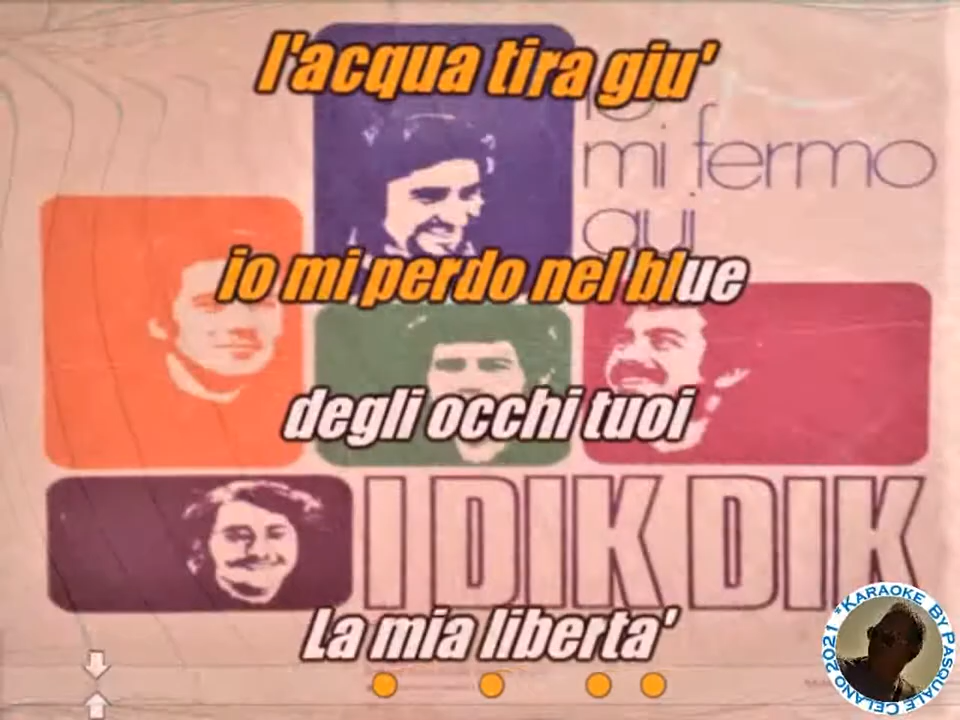 l'acqua tira giu'
io
mi fermo
qui
io mi perdo nel blue
degli occhi tuoi
I DIK DIK
La mia liberta'
*KARAOKE BY PASQUALE CELANO 2021